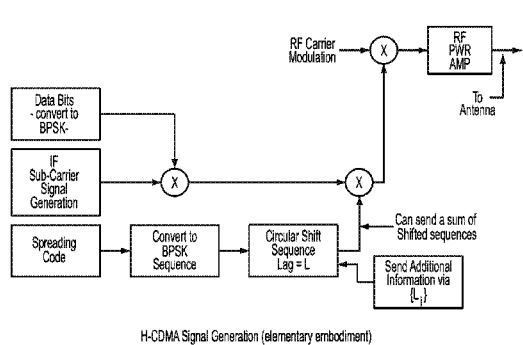 RF Carrier
Modulation
X
RF
PWR
AMP
To
Antenna
Data Bits
- convert to
BPSK-
IF
Sub-Carrier
Signal
Generation
X
X
Can send a sum of
Shifted sequences
Spreading
Code
Convert to
BPSK
Sequence
Circular Shift
Sequence
Lag = L
Send Additional
Information via
{L_i}
H-CDMA Signal Generation (elementary embodiment)